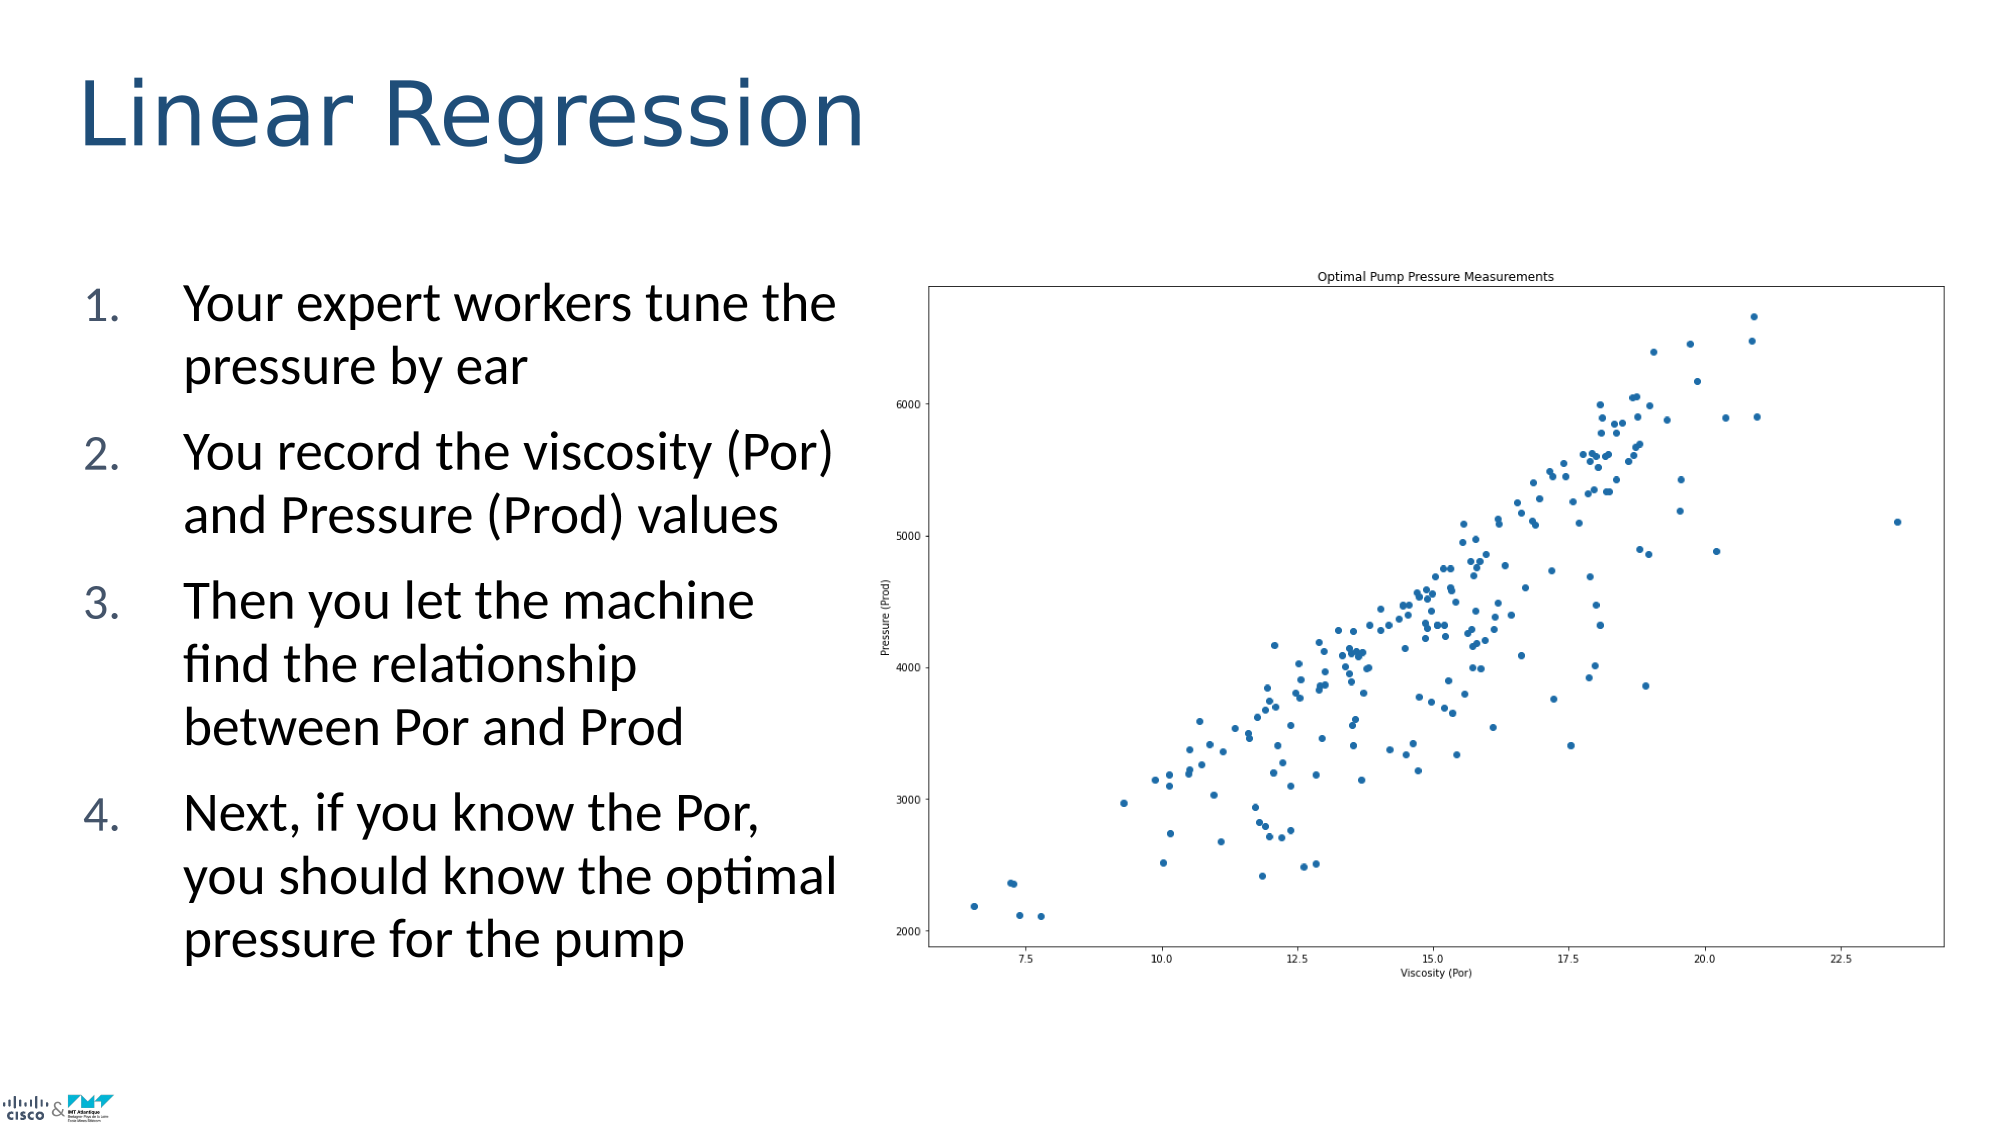 Linear Regression
1. Your expert workers tune the
pressure by ear
2. You record the viscosity (Por)
and Pressure (Prod) values
3. Then you let the machine
find the relationship
between Por and Prod
4. Next, if you know the Por,
you should know the optimal
pressure for the pump
Optimal Pump Pressure Measurements
Pressure (Prod)
6000
5000
4000
3000
2000
7.5 10.0 12.5 15.0 17.5 20.0 22.5
Viscosity (Por)
CISCO & IMT Atlantique